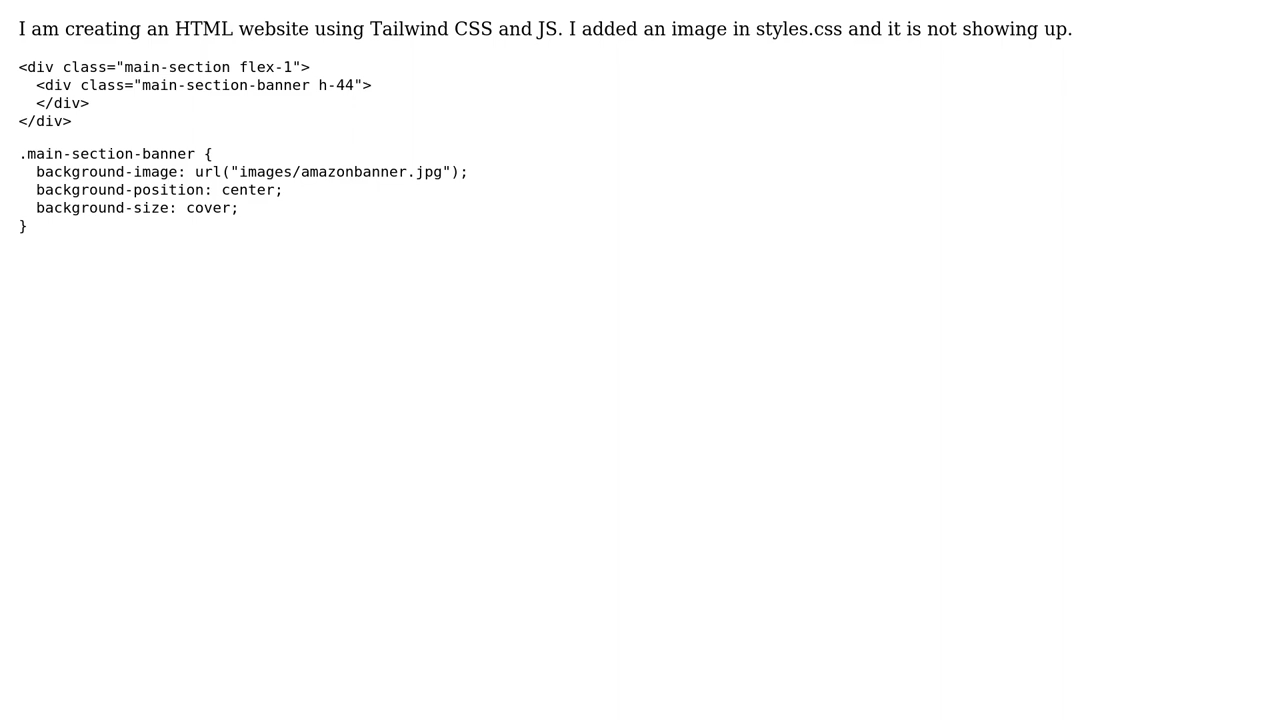 I am creating an HTML website using Tailwind CSS and JS. I added an image in styles.css and it is not showing up.
<div class="main-section flex-1">
  <div class="main-section-banner h-44">
  </div>
</div>
.main-section-banner {
  background-image: url("images/amazonbanner.jpg");
  background-position: center;
  background-size: cover;
}